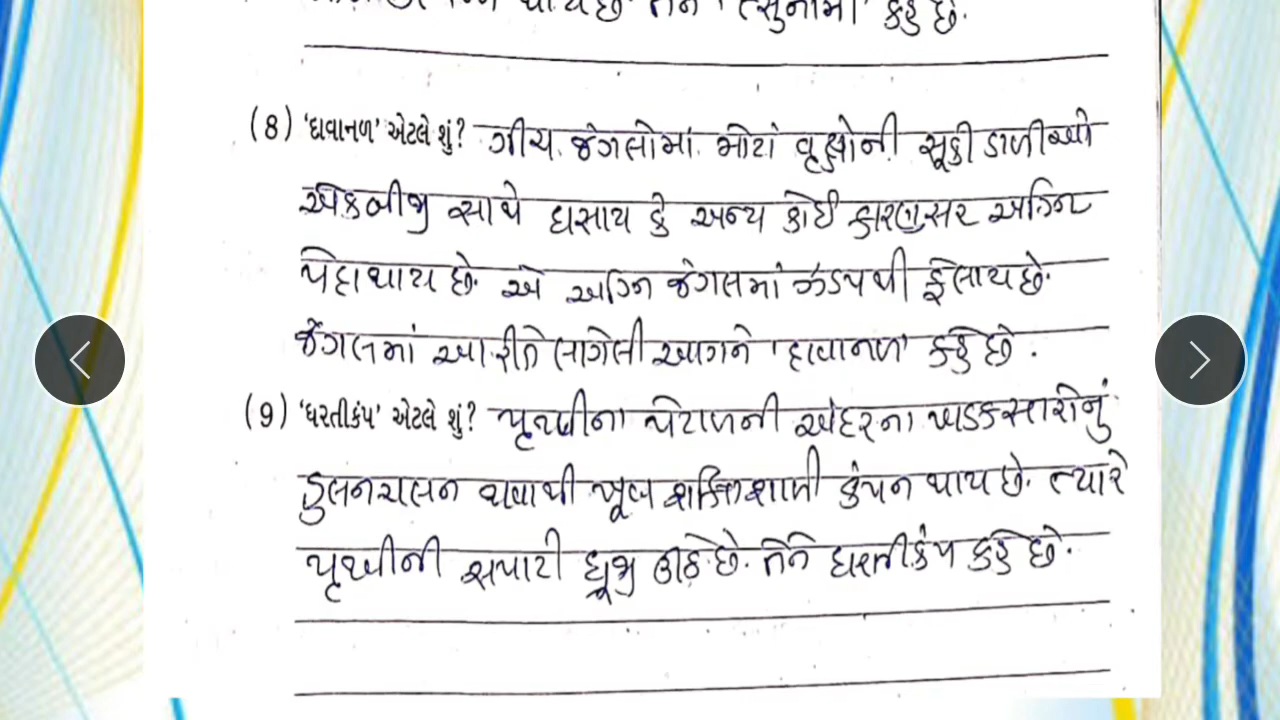 થાય છે. તેને 'ત્સુનામી' કહે છે.
(8) 'દાવાનળ' એટલે શું? ગીચ જંગલોમાં મોટાં વૃક્ષોની સૂકી ડાળીઓ
એકબીજા સાથે ઘસાય કે અન્ય કોઈ કારણસર અગ્નિ
પેદા થાય છે. એ અગ્નિ જંગલમાં ઝડપથી ફેલાય છે.
જંગલમાં આ રીતે લાગેલી આગને 'દાવાનળ' કહે છે.
(9) 'ધરતીકંપ' એટલે શું? પૃથ્વીના પેટાળની અંદરના ખડકસ્તરોનું
હલનચલન થવાથી ખૂબ શક્તિશાળી કંપન થાય છે. ત્યારે
પૃથ્વીની સપાટી ધ્રૂજી ઊઠે છે. તેને ધરતીકંપ કહે છે.